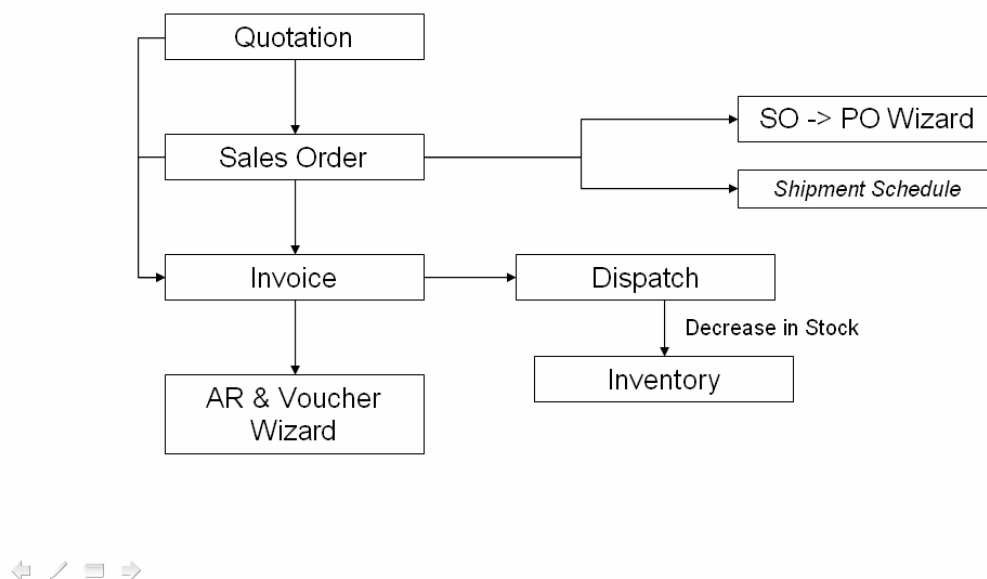 Quotation
SO -> PO Wizard
Sales Order
Shipment Schedule
Invoice
Dispatch
Decrease in Stock
Inventory
AR & Voucher
Wizard